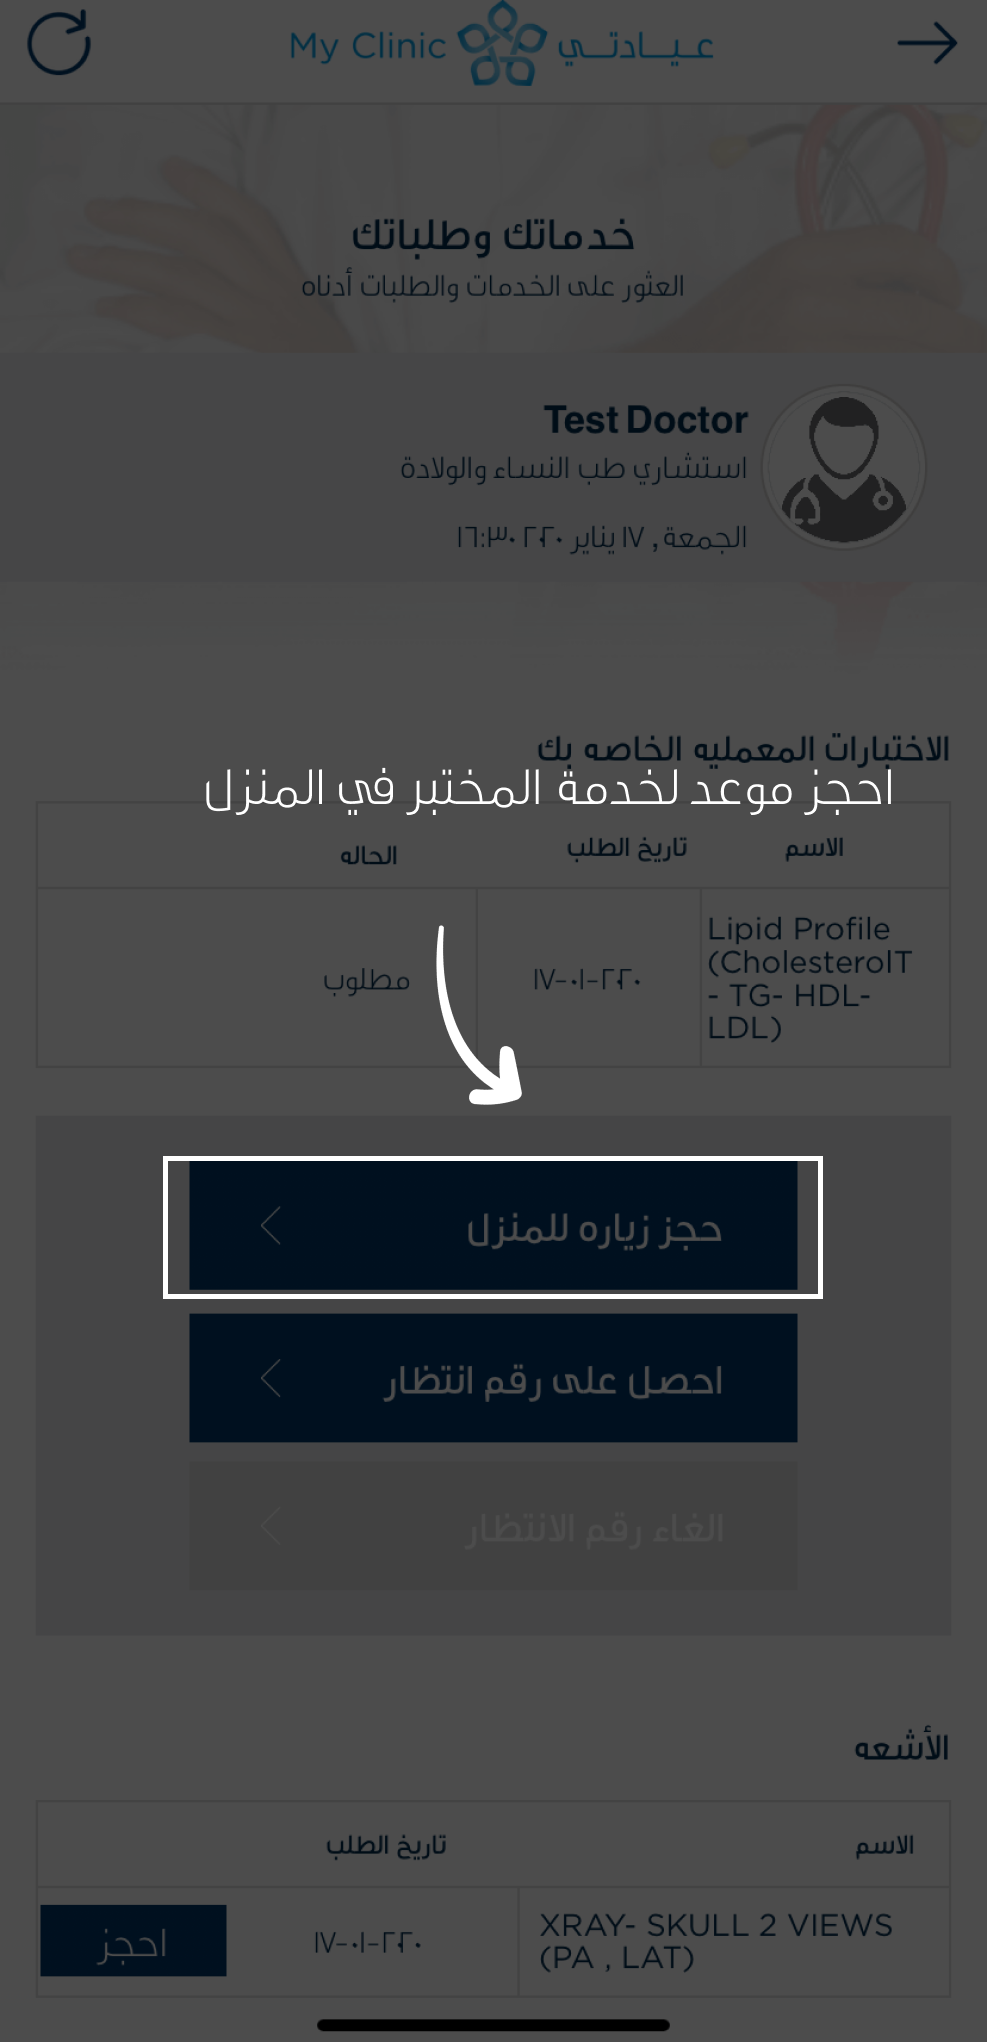 My Clinic عيادتي
خدماتك وطلباتك
العثور على الخدمات والطلبات أدناه
Test Doctor
استشاري طب النساء والولادة
الجمعة , ١٧ يناير ٢٠٢٠ ١٦:٣٠
الاختبارات المعمليه الخاصه بك
احجز موعد لخدمة المختبر في المنزل
الاسم تاريخ الطلب الحاله
Lipid Profile
(CholesterolT
- TG- HDL-
LDL)
١٧-٠١-٢٠٢٠
مطلوب
حجز زياره للمنزل
احصل على رقم انتظار
الغاء رقم الانتظار
الأشعه
الاسم تاريخ الطلب
XRAY- SKULL 2 VIEWS
(PA , LAT)
١٧-٠١-٢٠٢٠
احجز